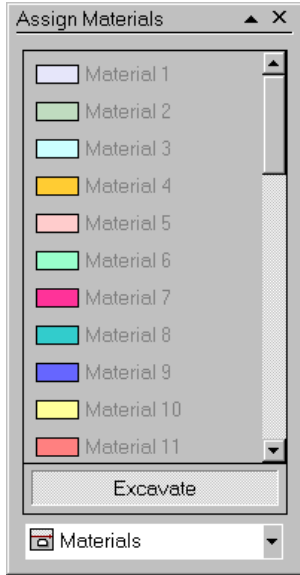 Assign Materials
Material 1
Material 2
Material 3
Material 4
Material 5
Material 6
Material 7
Material 8
Material 9
Material 10
Material 11
Excavate
Materials